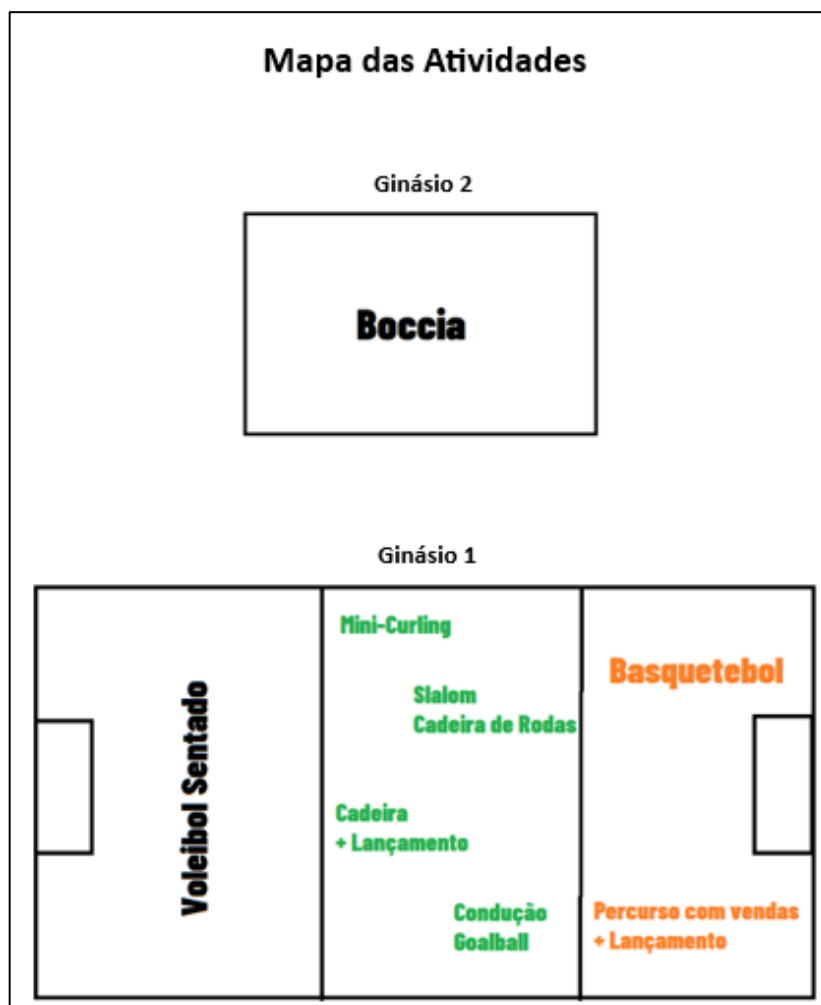 Mapa das Atividades
Ginásio 2
Boccia
Ginásio 1
Voleibol Sentado
Mini-Curling
Slalom
Cadeira de Rodas
Cadeira
+ Lançamento
Condução
Goalball
Basquetebol
Percurso com vendas
+ Lançamento